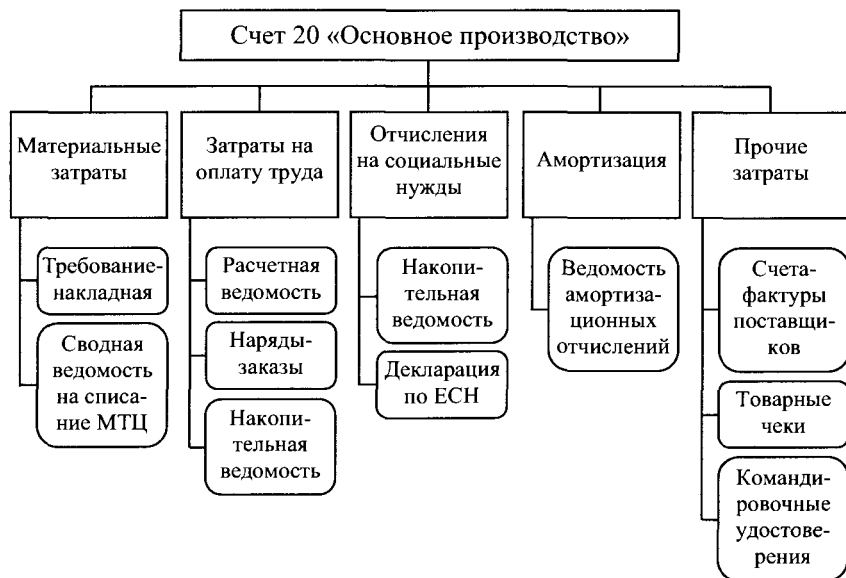 Счет 20 «Основное производство»
Материальные
затраты
Затраты на
оплату труда
Отчисления
на социальные
нужды
Амортизация
Прочие
затраты
Требование-
накладная
Сводная
ведомость
на списа-
ние МТЦ
Расчетная
ведомость
Наряды-
заказы
Накопи-
тельная
ведомость
Накопи-
тельная
ведомость
Декларация
по ЕСН
Ведомость
амортиза-
ционных
отчислений
Счета-
фактуры
поставщи-
ков
Товарные
чеки
Команди-
ровочные
удостове-
рения